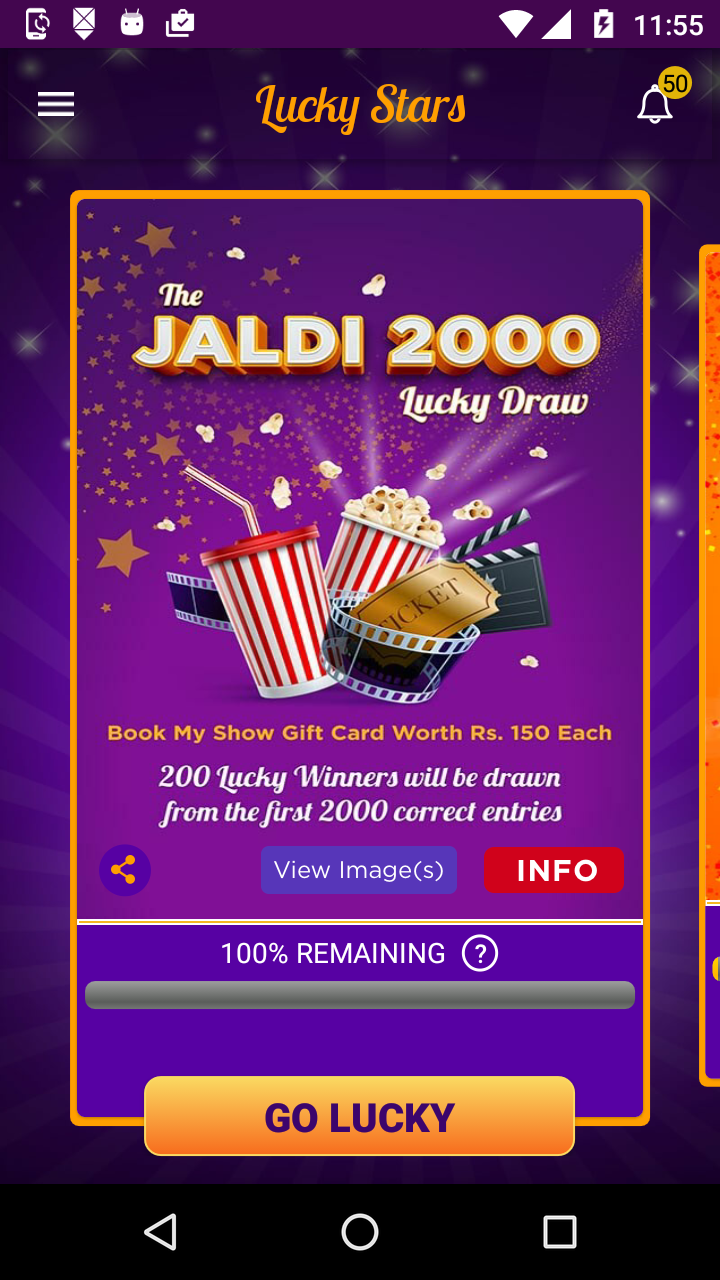 11:55
Lucky Stars
50
The
JALDI 2000
Lucky Draw
TICKET
Book My Show Gift Card Worth Rs. 150 Each
200 Lucky Winners will be drawn
from the first 2000 correct entries
View Image(s)
INFO
100% REMAINING ?
GO LUCKY